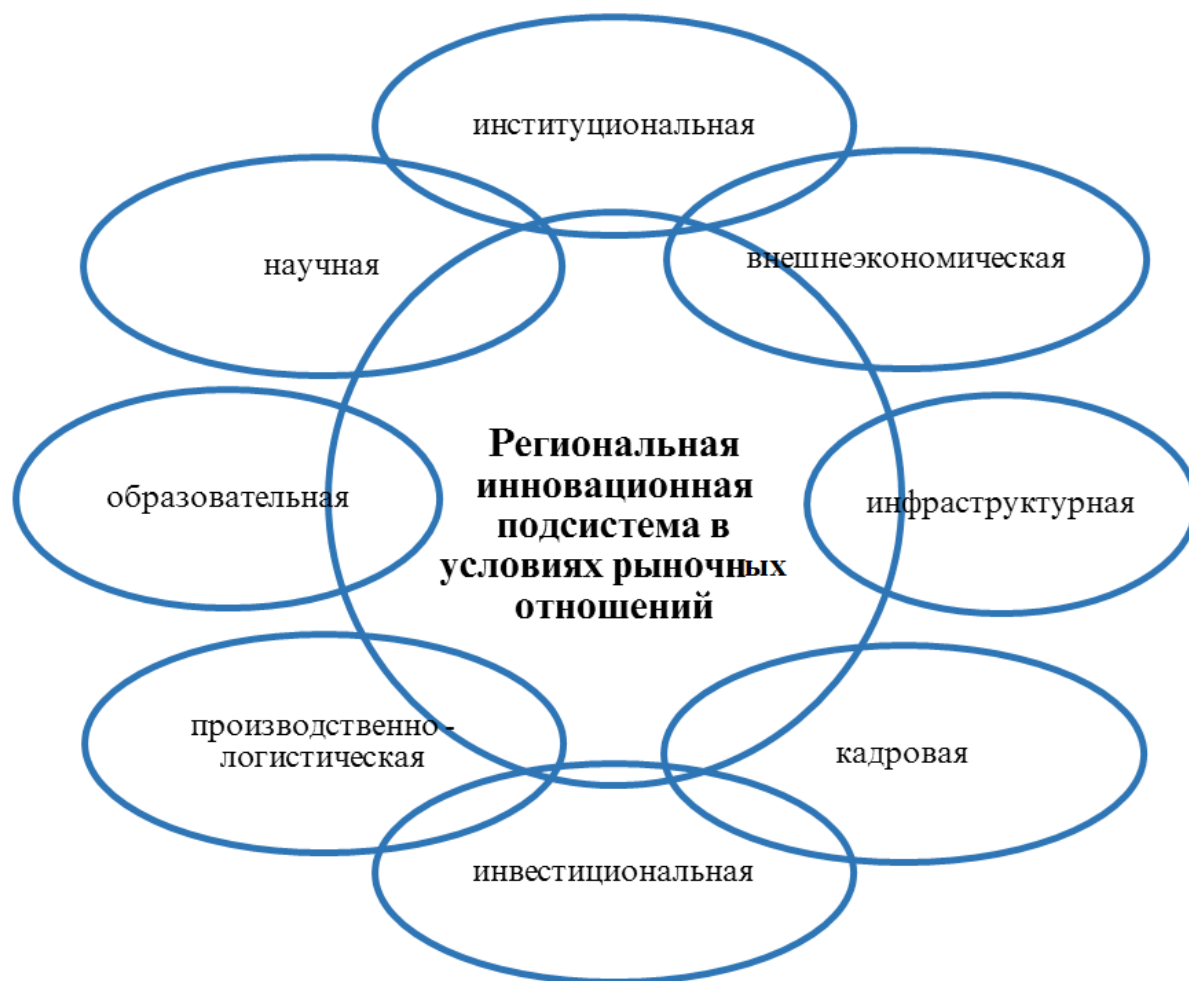 институциональная
научная
внешнеэкономическая
Региональная
инновационная
подсистема в
условиях рыночных
отношений
образовательная
инфраструктурная
производственно-
логистическая
кадровая
инвестициональная